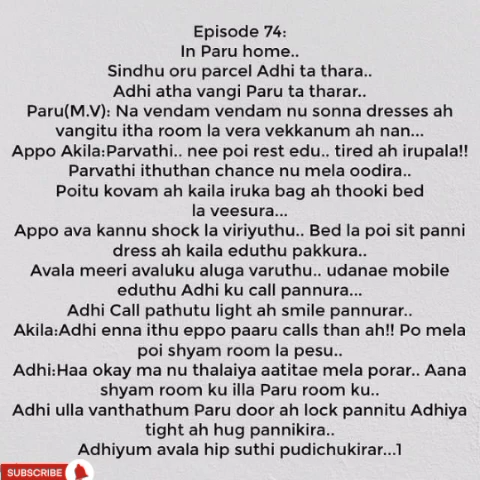 Episode 74:
In Paru home..
Sindhu oru parcel Adhi ta thara..
Adhi atha vangi Paru ta tharar..
Paru(M.V): Na vendam vendam nu sonna dresses ah
vangitu itha room la vera vekkanum ah nan...
Appo Akila:Parvathi.. nee poi rest edu.. tired ah irupala!!
Parvathi ithuthan chance nu mela oodira..
Poitu kovam ah kaila iruka bag ah thooki bed
la veesura...
Appo ava kannu shock la viriyuthu.. Bed la poi sit panni
dress ah kaila eduthu pakkura..
Avala meeri avaluku aluga varuthu.. udanae mobile
eduthu Adhi ku call pannura...
Adhi Call pathutu light ah smile pannurar..
Akila:Adhi enna ithu eppo paaru calls than ah!! Po mela
poi shyam room la pesu..
Adhi:Haa okay ma nu thalaiya aatitae mela porar.. Aana
shyam room ku illa Paru room ku..
Adhi ulla vanthathum Paru door ah lock pannitu Adhiya
tight ah hug pannikira..
Adhiyum avala hip suthi pudichukirar...1
SUBSCRIBE